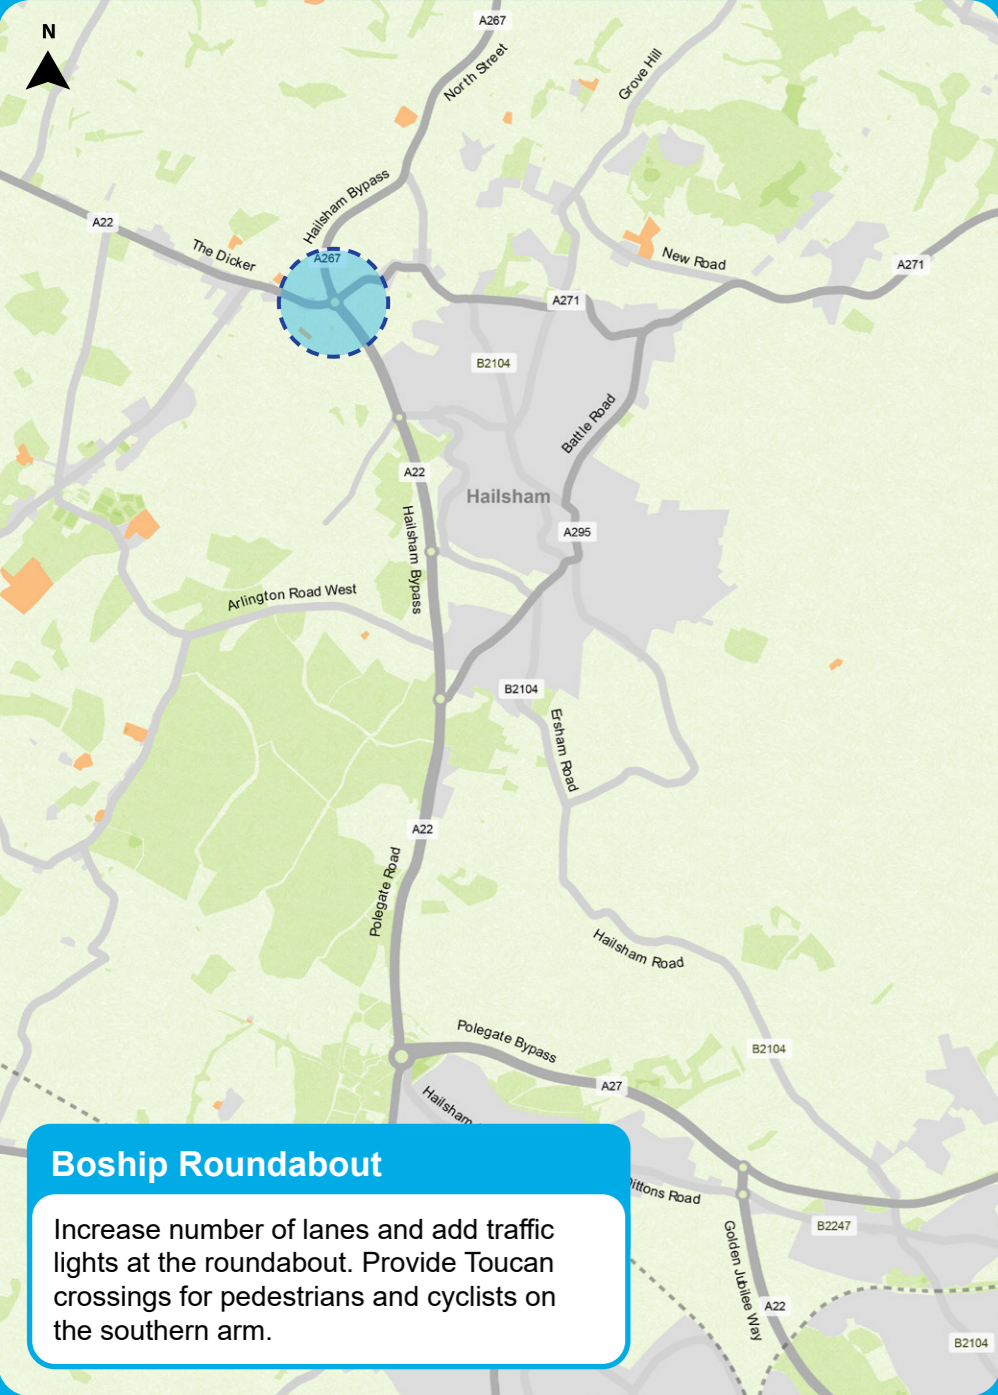 N
A267
North Street
Grove Hill
Hailsham Bypass
A22
The Dicker
A267
New Road
A271
A271
B2104
Battle Road
A22
Hailsham
Hailsham Bypass
A295
Arlington Road West
B2104
Ersham Road
A22
Polegate Road
Hailsham Road
Polegate Bypass
B2104
A27
Hailsham
Dittons Road
B2247
Golden Jubilee Way
A22
B2104
Boship Roundabout
Increase number of lanes and add traffic
lights at the roundabout. Provide Toucan
crossings for pedestrians and cyclists on
the southern arm.